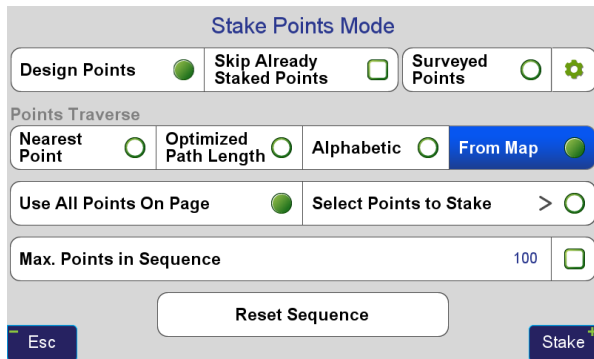 Stake Points Mode
Design Points
Skip Already
Staked Points
Surveyed
Points
Points Traverse
Nearest
Point
Optimized
Path Length
Alphabetic
From Map
Use All Points On Page
Select Points to Stake >
Max. Points in Sequence 100
Reset Sequence
Esc
Stake